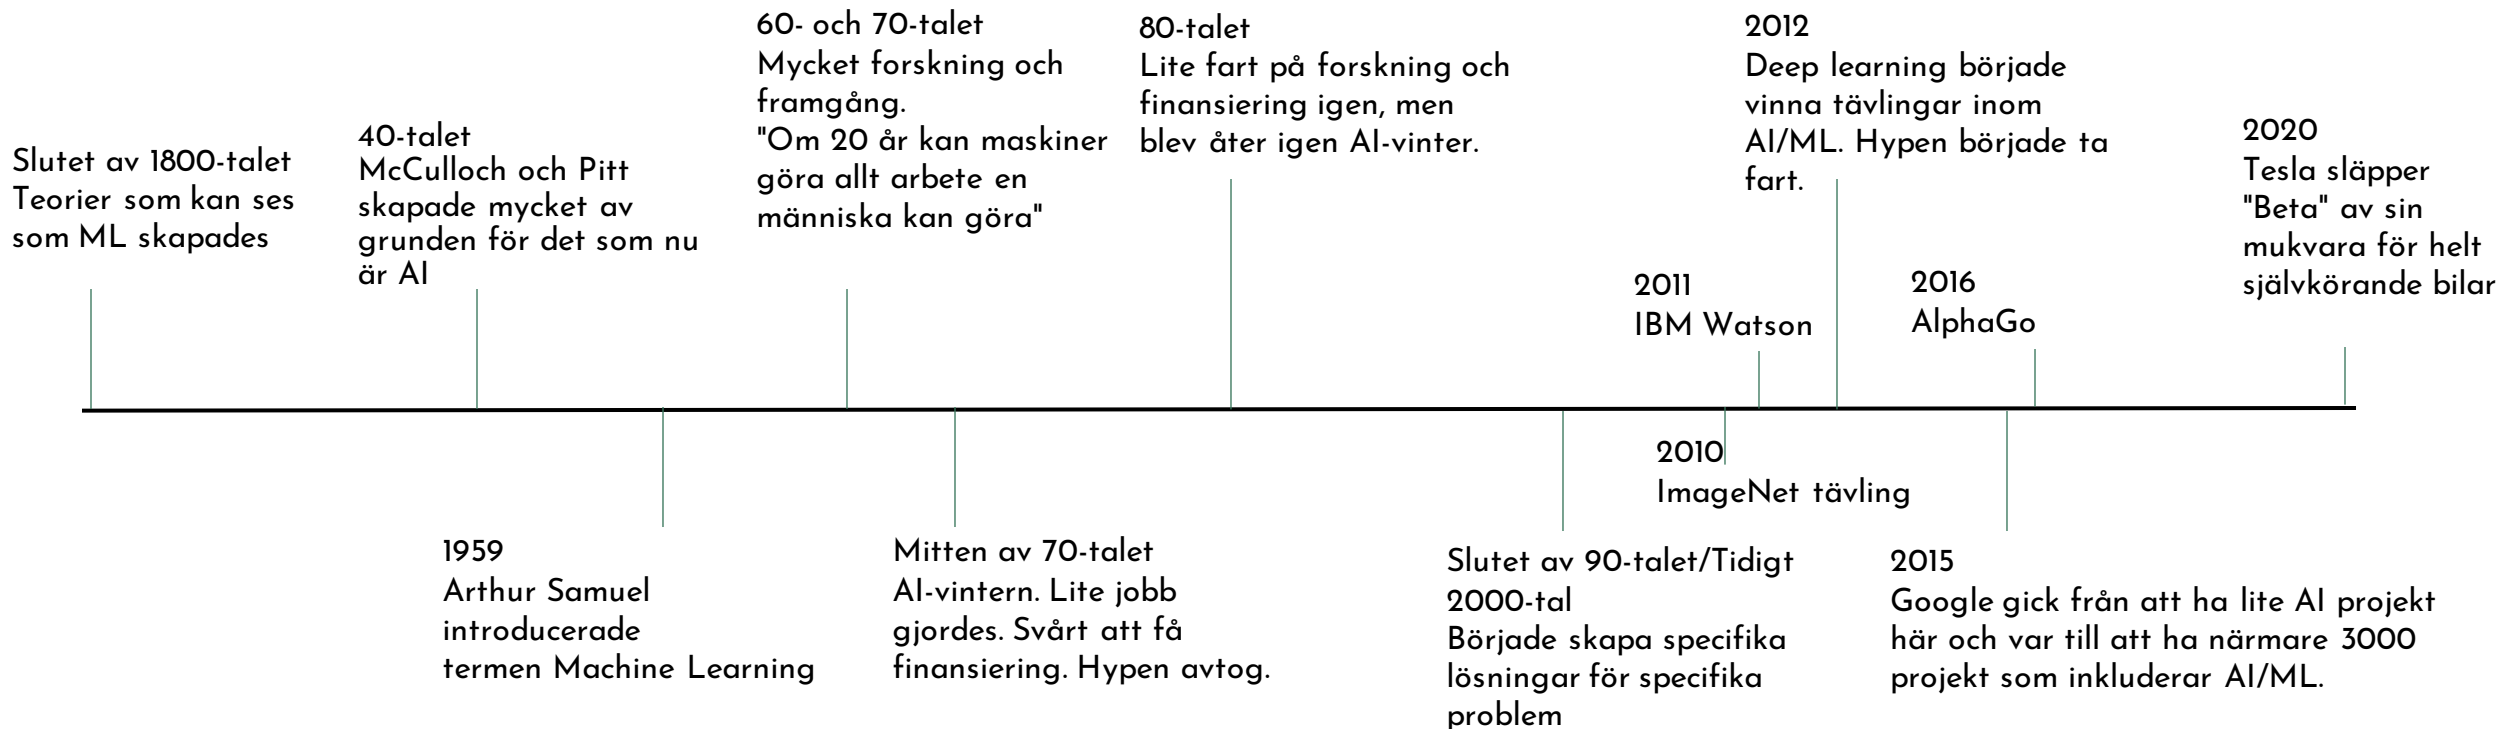 Slutet av 1800-talet
Teorier som kan ses
som ML skapades
40-talet
McCulloch och Pitt
skapade mycket av
grunden för det som nu
är AI
1959
Arthur Samuel
introducerade
termen Machine Learning
60- och 70-talet
Mycket forskning och
framgång.
"Om 20 år kan maskiner
göra allt arbete en
människa kan göra"
Mitten av 70-talet
AI-vintern. Lite jobb
gjordes. Svårt att få
finansiering. Hypen avtog.
80-talet
Lite fart på forskning och
finansiering igen, men
blev åter igen AI-vinter.
Slutet av 90-talet/Tidigt
2000-tal
Började skapa specifika
lösningar för specifika
problem
2010
ImageNet tävling
2011
IBM Watson
2012
Deep learning började
vinna tävlingar inom
AI/ML. Hypen började ta
fart.
2015
Google gick från att ha lite AI projekt
här och var till att ha närmare 3000
projekt som inkluderar AI/ML.
2016
AlphaGo
2020
Tesla släpper
"Beta" av sin
mukvara för helt
självkörande bilar